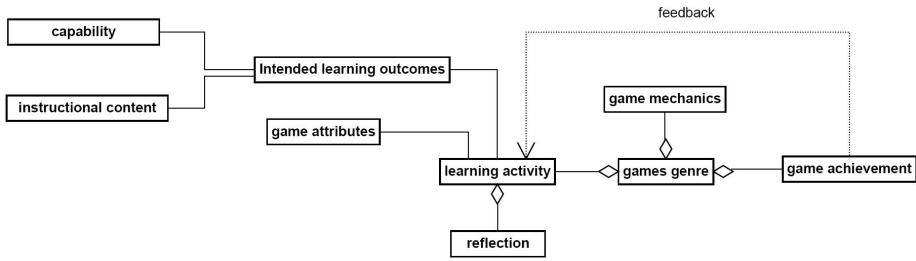 feedback
capability
Intended learning outcomes
instructional content
game mechanics
game attributes
learning activity
games genre
game achievement
reflection